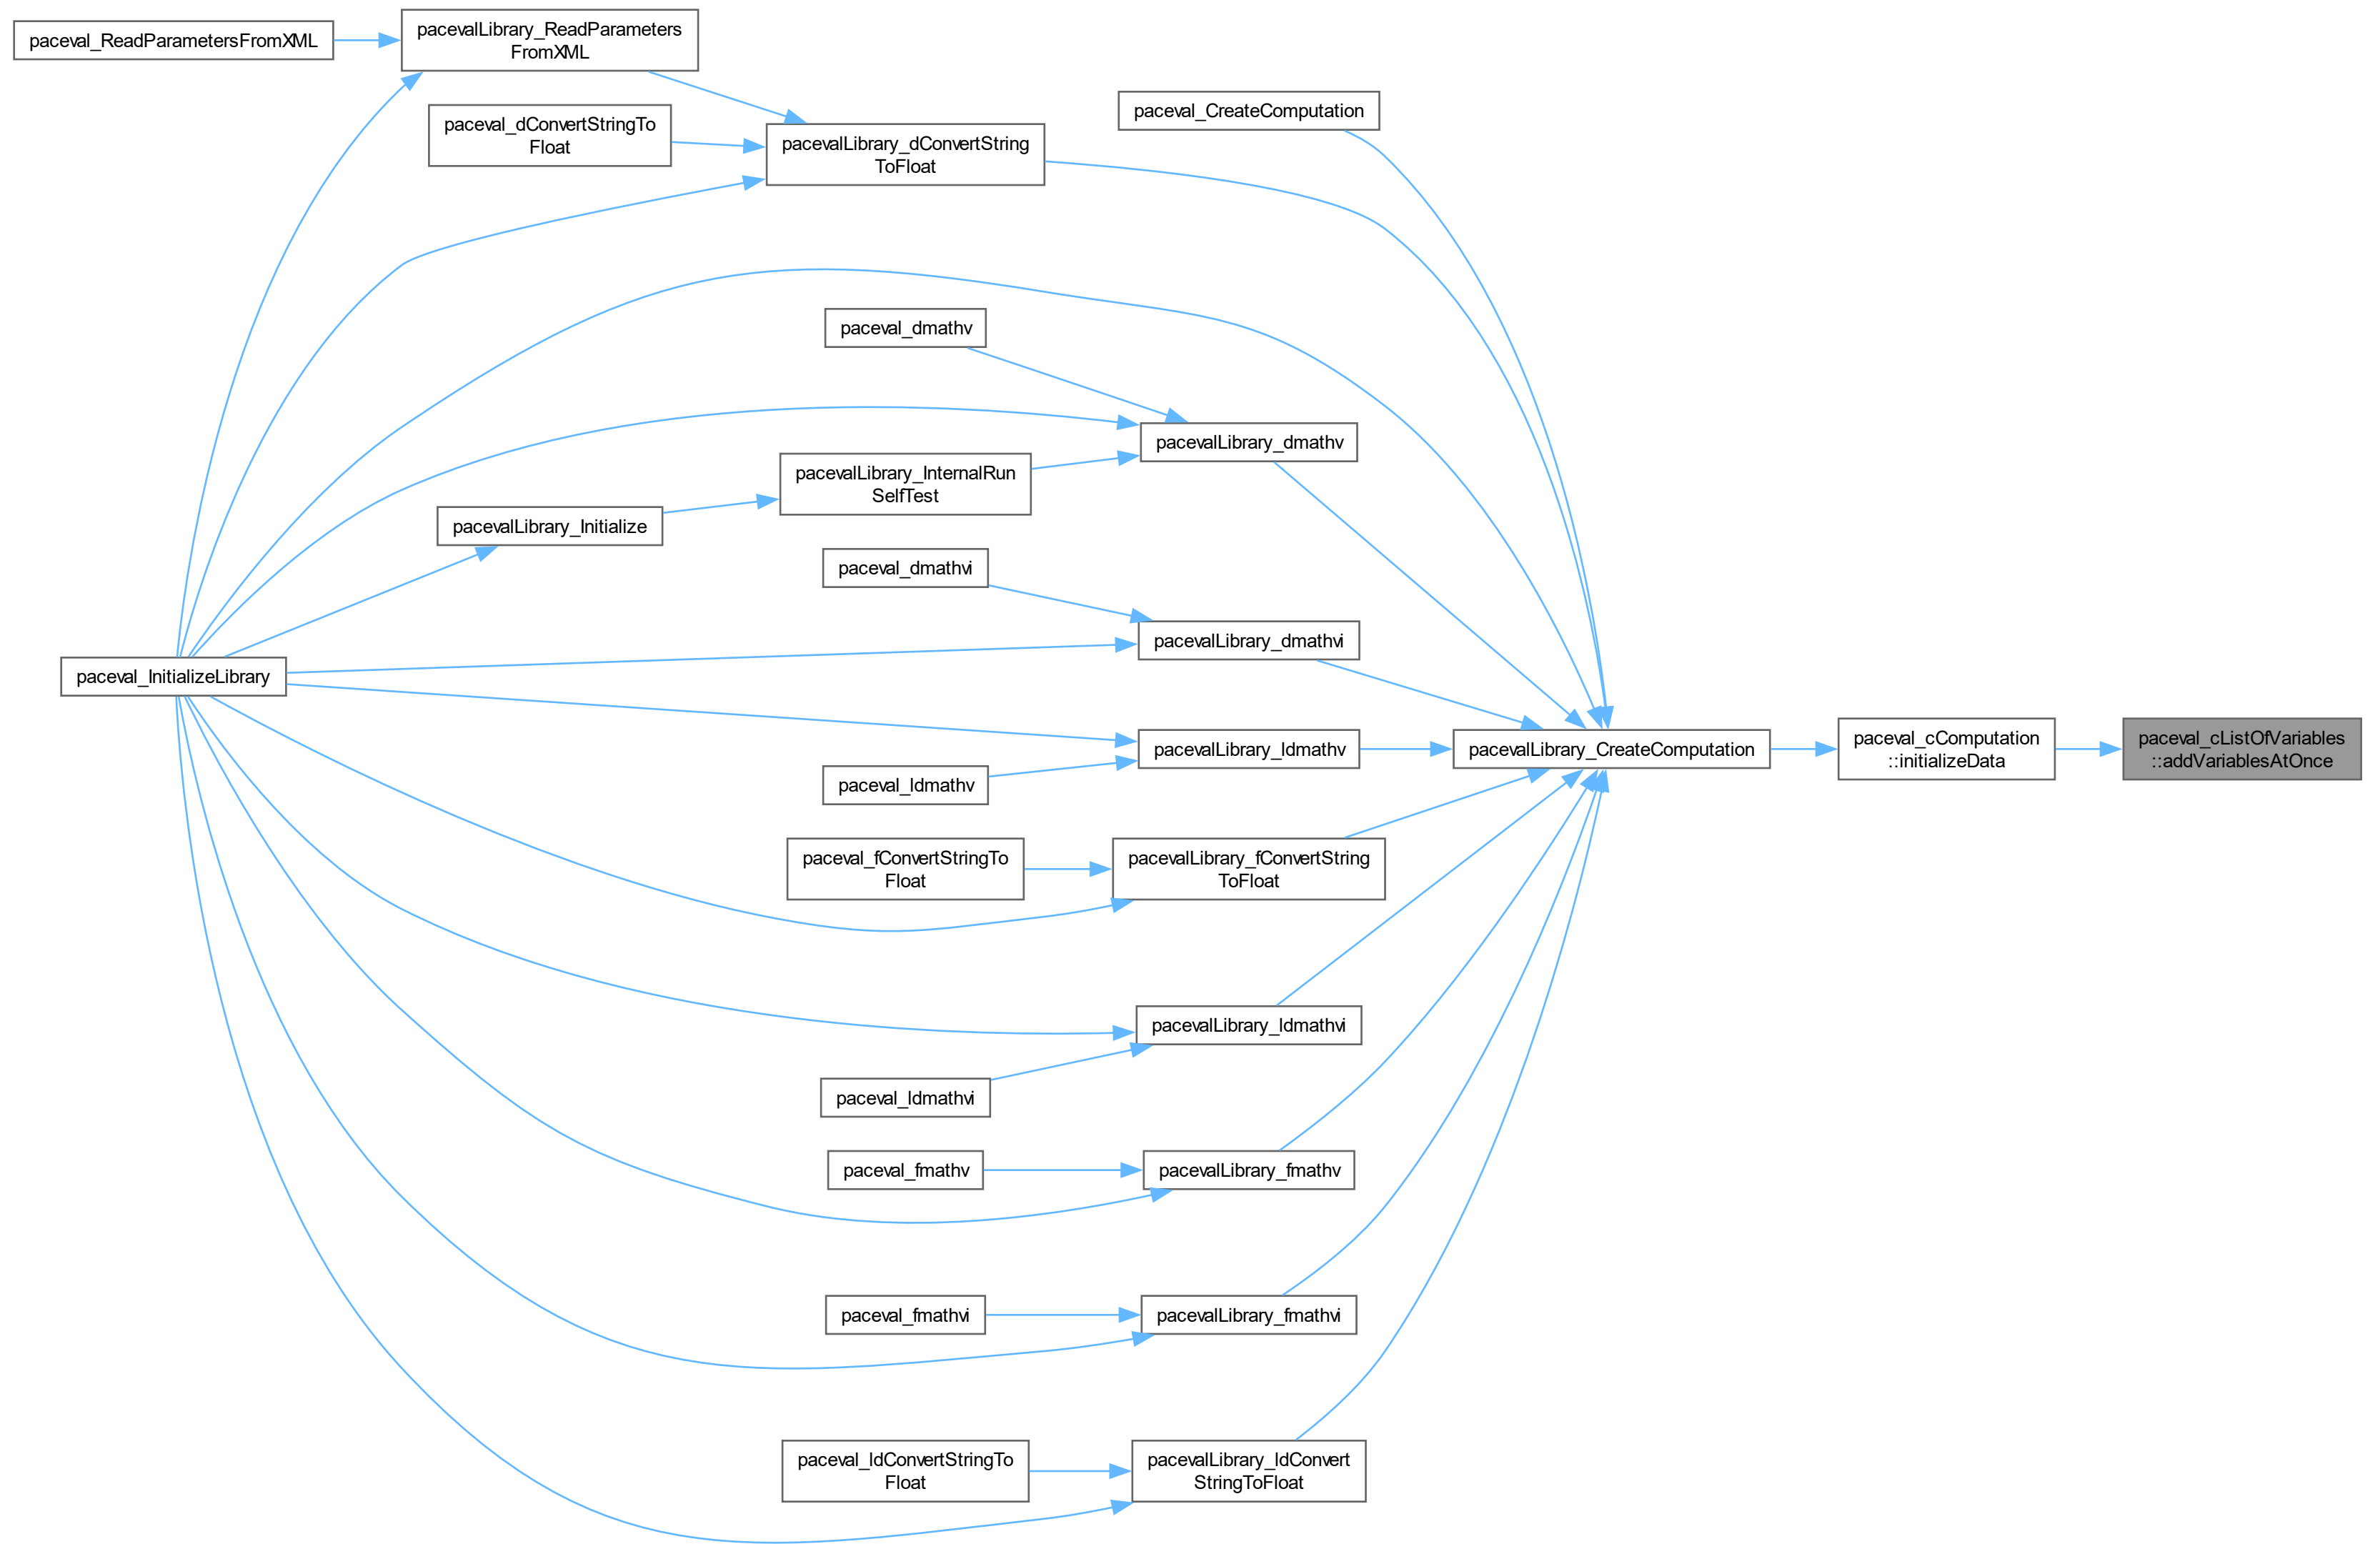 paceval_ReadParametersFromXML
pacevalLibrary_ReadParameters
FromXML
paceval_dConvertStringTo
Float
pacevalLibrary_dConvertString
ToFloat
paceval_CreateComputation
paceval_dmathv
pacevalLibrary_dmathv
pacevalLibrary_InternalRun
SelfTest
pacevalLibrary_Initialize
paceval_dmathvi
pacevalLibrary_dmathvi
paceval_InitializeLibrary
pacevalLibrary_ldmathv
paceval_ldmathv
pacevalLibrary_CreateComputation
paceval_cComputation
::initializeData
paceval_cListOfVariables
::addVariablesAtOnce
paceval_fConvertStringTo
Float
pacevalLibrary_fConvertString
ToFloat
pacevalLibrary_ldmathvi
paceval_ldmathvi
paceval_fmathv
pacevalLibrary_fmathv
paceval_fmathvi
pacevalLibrary_fmathvi
paceval_ldConvertStringTo
Float
pacevalLibrary_ldConvert
StringToFloat